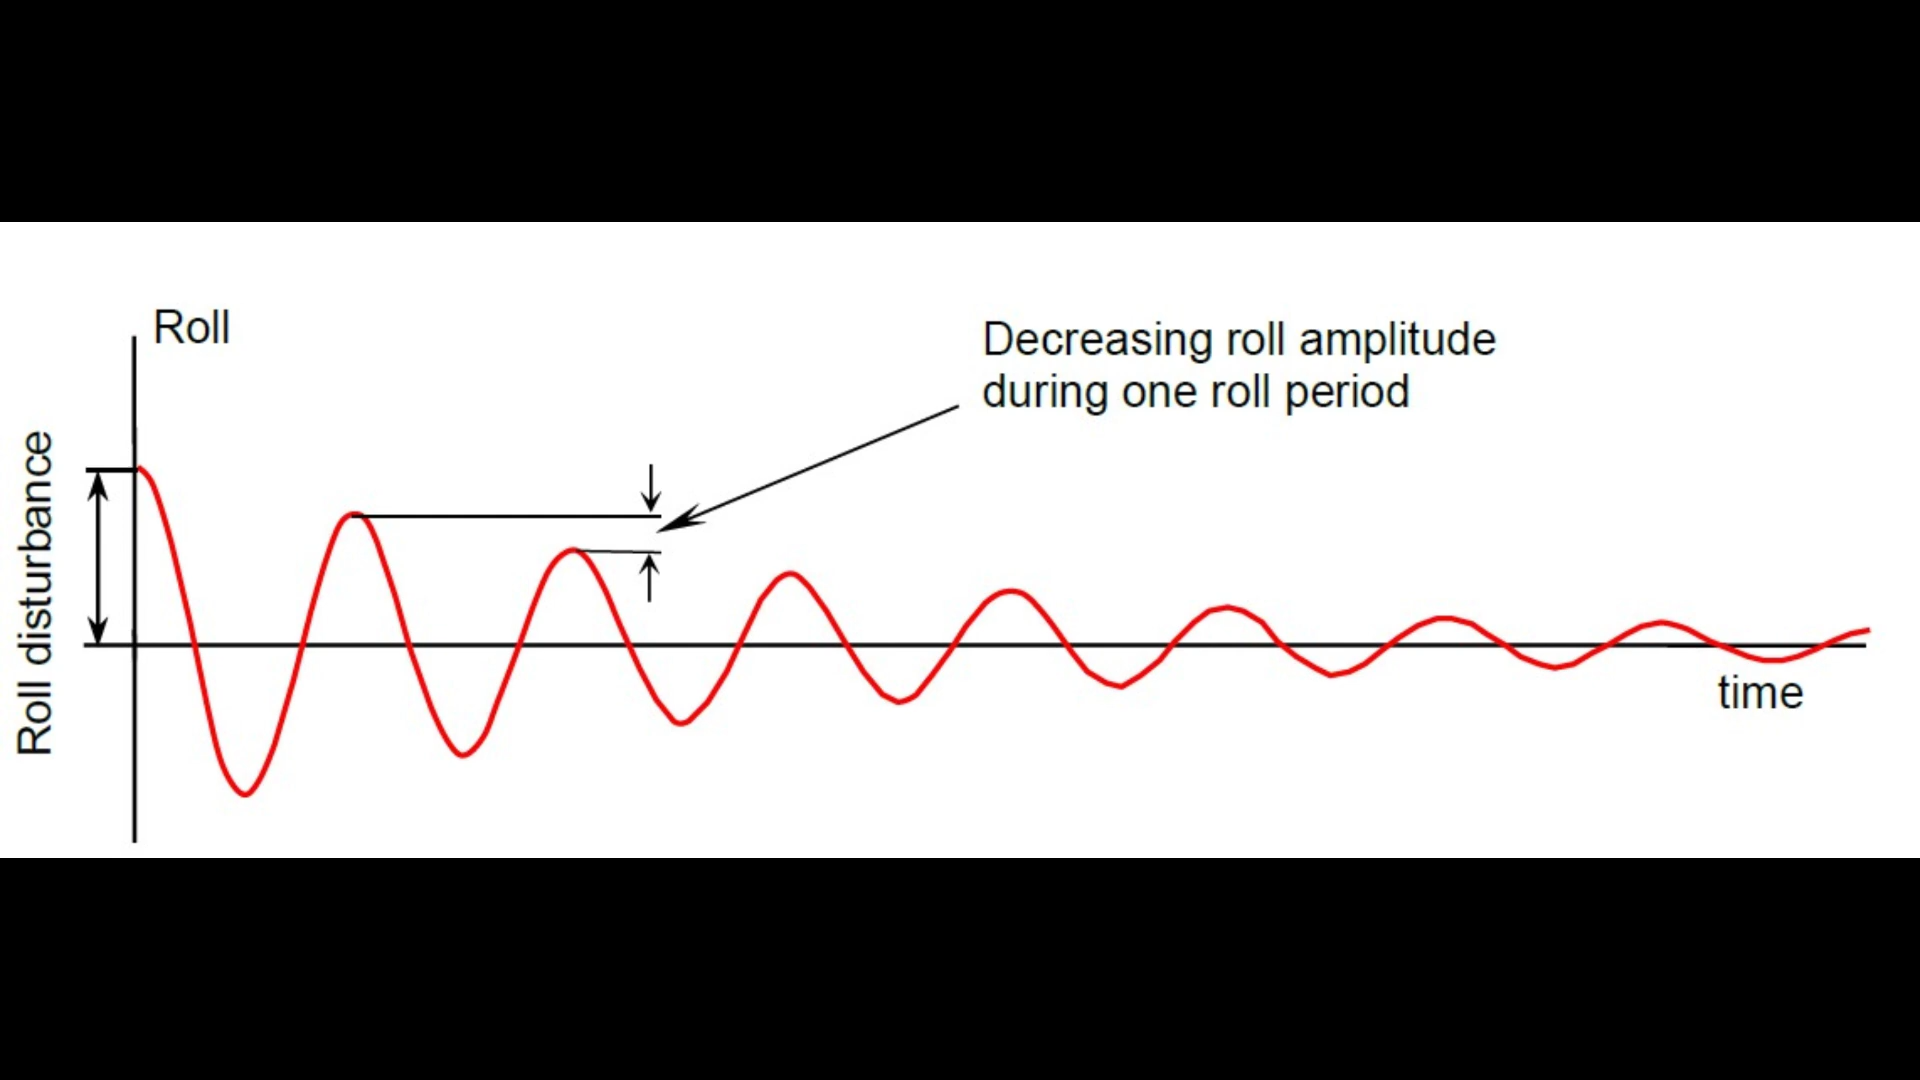 Roll
Decreasing roll amplitude
during one roll period
Roll disturbance
time